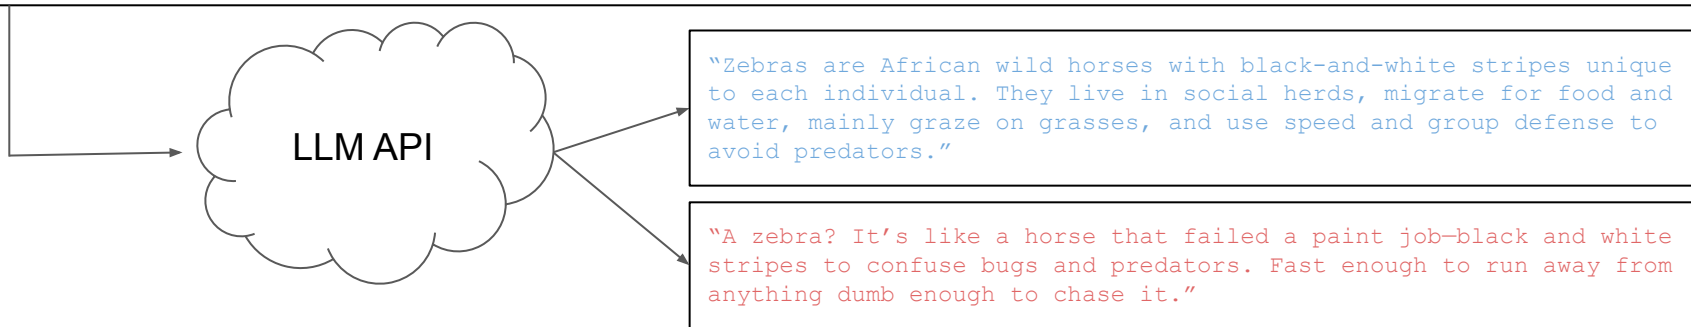 LLM API
“Zebras are African wild horses with black-and-white stripes unique
to each individual. They live in social herds, migrate for food and
water, mainly graze on grasses, and use speed and group defense to
avoid predators.”
“A zebra? It’s like a horse that failed a paint job—black and white
stripes to confuse bugs and predators. Fast enough to run away from
anything dumb enough to chase it.”